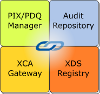 PIX/PDQ
Manager
Audit
Repository
XCA
Gateway
XDS
Registry